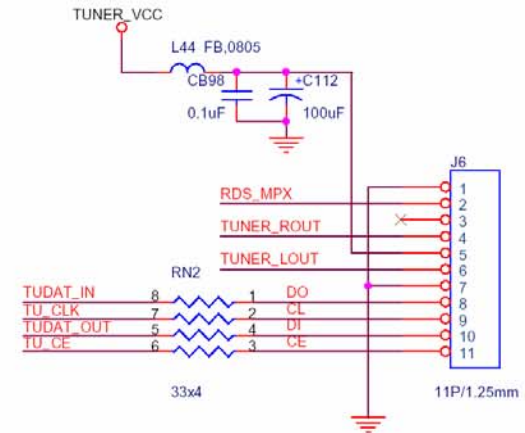 TUNER_VCC
L44 FB,0805
CB98
+C112
0.1uF
100uF
J6
1
RDS_MPX
2
3
TUNER_ROUT
4
5
TUNER_LOUT
6
RN2
7
TUDAT_IN 8 1 DO 8
TU_CLK 7 2 CL 9
TUDAT_OUT 5 4 DI 10
TU_CE 6 3 CE 11
33x4
11P/1.25mm